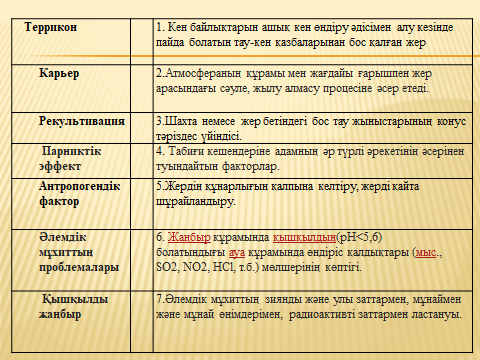 Террикон
1. Кен байлықтарын ашық кен өндіру әдісімен алу кезінде
пайда болатын тау-кен қазбаларынан бос қалған жер
Карьер
2.Атмосфераның құрамы мен жағдайы ғарышпен жер
арасындағы сәуле, жылу алмасу процесіне әсер етеді.
Рекультивация
3.Шахта немесе жер бетіндегі бос тау жыныстарының конус
тәріздес үйіндісі.
Парниктік
эффект
4. Табиғи кешендеріне адамның әр түрлі әрекетінің әсерінен
туындайтын факторлар.
Антропогендік
фактор
5.Жердің құнарлығын қалпына келтіру, жерді қайта
шұрайландыру.
Әлемдік
мұхиттың
проблемалары
6. Жаңбыр құрамында қышқылдың(pH<5,6)
болатындығы ауа құрамында өндіріс қалдықтары (мыс.,
SO2, NO2, HCl, т.б.) мөлшерінің көптігі.
Қышқылды
жаңбыр
7.Әлемдік мұхиттың зиянды және улы заттармен, мұнаймен
және мұнай өнімдерімен, радиоактивті заттармен ластануы.